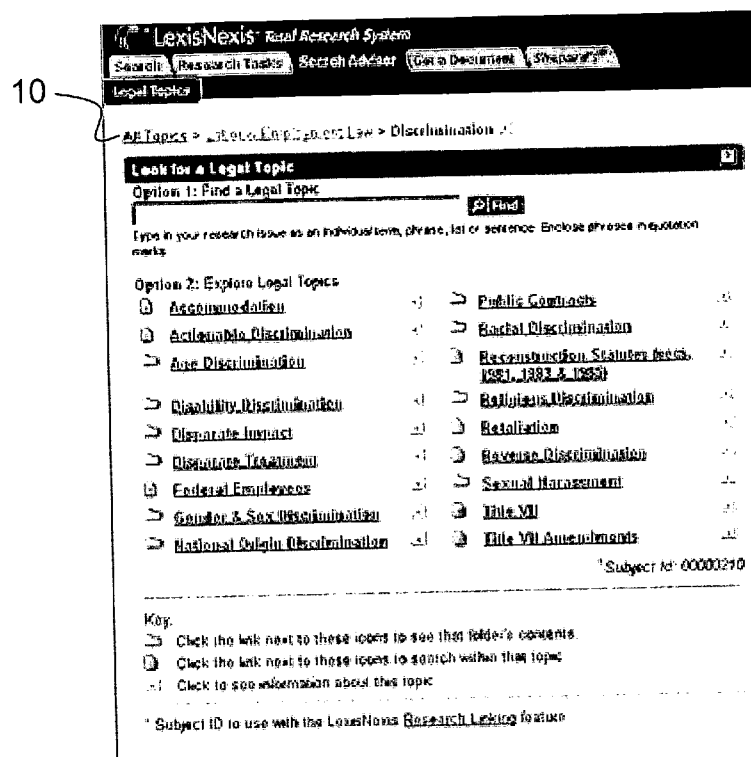 LexisNexis™ Total Research System
Search Research Tasks Search Advisor Get a Document Shepard's®
Legal Topics
10
All Topics > Labor & Employment Law > Discrimination
Look for a Legal Topic
Option 1: Find a Legal Topic
Find
Type in your research issue as an individual term, phrase, list or sentence. Enclose phrases in quotation
marks.
Option 2: Explore Legal Topics
Accommodation
Actionable Discrimination
Age Discrimination
Disability Discrimination
Disparate Impact
Disparate Treatment
Federal Employees
Gender & Sex Discrimination
National Origin Discrimination
Public Contracts
Racial Discrimination
Reconstruction Statutes (secs.
1981, 1983 & 1985)
Religious Discrimination
Retaliation
Reverse Discrimination
Sexual Harassment
Title VII
Title VII Amendments
*Subject Id: 00000210
Key:
Click the link next to these icons to see that folder's contents.
Click the link next to these icons to search within that topic
Click to see information about this topic
* Subject ID to use with the LexisNexis Research Linking feature